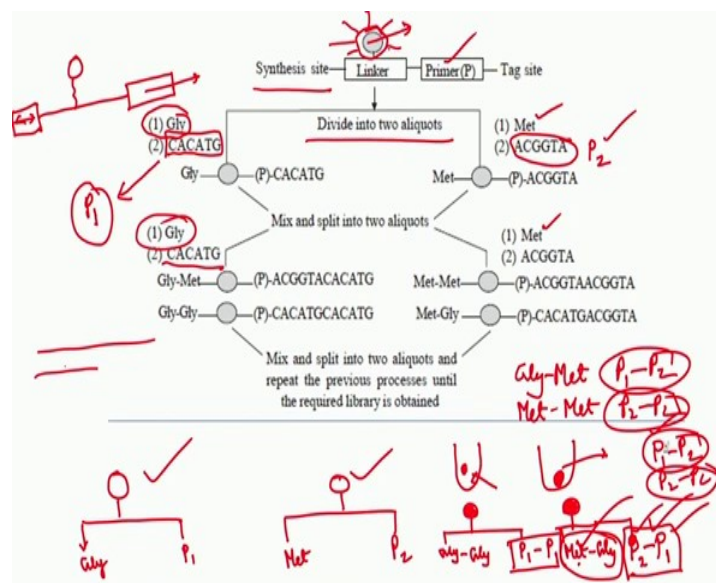 Synthesis site Linker Primer(P) Tag site
Divide into two aliquots
(1) Gly
(2) CACATG
(1) Met
(2) ACGGTA P2
P1
Gly (P)-CACATG
Met (P)-ACGGTA
Mix and split into two aliquots
(1) Gly
(2) CACATG
(1) Met
(2) ACGGTA
Gly-Met (P)-ACGGTACACATG
Met-Met (P)-ACGGTAACGGTA
Gly-Gly (P)-CACATGCACATG
Met-Gly (P)-CACATGACGGTA
Mix and split into two aliquots and
repeat the previous processes until
the required library is obtained
Gly-Met P1-P2
Met-Met P2-P2
P1-P2
P2-P2
Gly P1
Met P2
Gly-Gly P1-P1
Met-Gly P2-P1